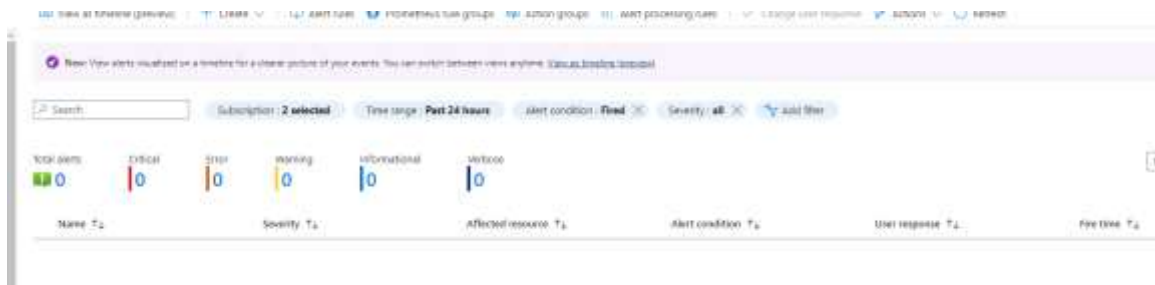 View as timeline (preview) + Create Alert rules Prometheus rule groups Action groups Alert processing rules Change user response Actions Refresh
New: View alerts visualized on a timeline for a clearer picture of your events. You can switch between views anytime. View as timeline (preview)
Search Subscription : 2 selected Time range : Past 24 hours Alert condition : Fired Severity : all Add filter
Total alerts Critical Error Warning Informational Verbose
0 0 0 0 0 0
Name Severity Affected resource Alert condition User response Fire time